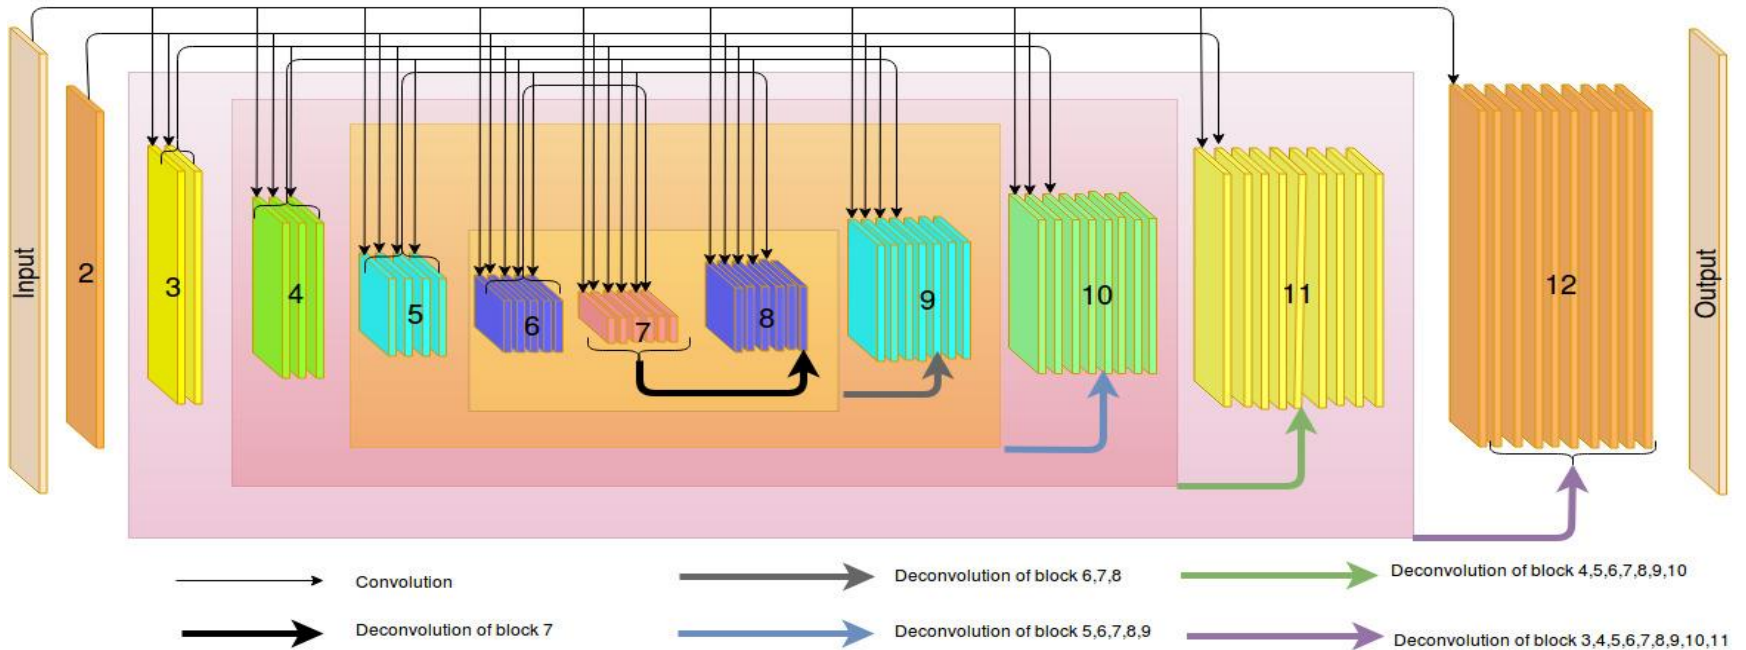 Input
2
3
4
5
6
7
8
9
10
11
12
Output
Convolution
Deconvolution of block 6,7,8
Deconvolution of block 4,5,6,7,8,9,10
Deconvolution of block 7
Deconvolution of block 5,6,7,8,9
Deconvolution of block 3,4,5,6,7,8,9,10,11